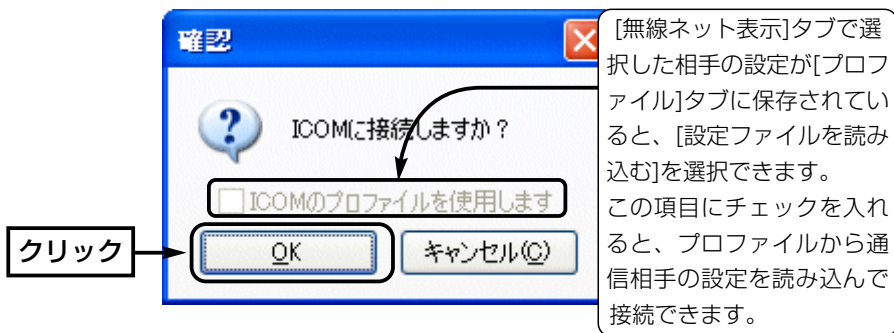 確認
ICOMに接続しますか？
ICOMのプロファイルを使用します
OK
キャンセル(C)
クリック
[無線ネット表示]タブで選
択した相手の設定が[プロフ
ァイル]タブに保存されてい
ると、[設定ファイルを読み
込む]を選択できます。
この項目にチェックを入れ
ると、プロファイルから通
信相手の設定を読み込んで
接続できます。